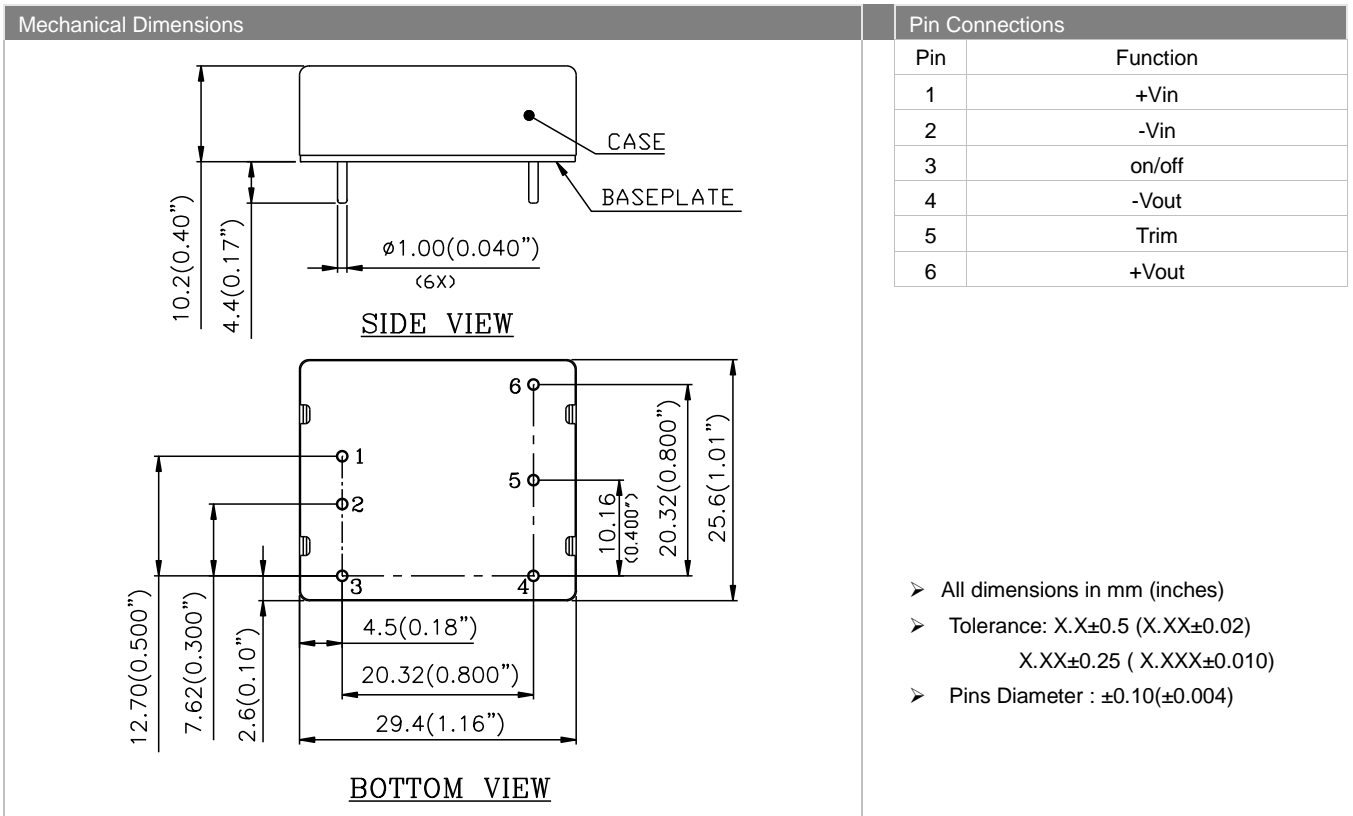 Mechanical Dimensions
CASE
BASEPLATE
10.2(0.40”)
4.4(0.17”)
ø1.00(0.040”)
(6X)
SIDE VIEW
6
1
5
2
3
4
12.70(0.500”)
7.62(0.300”)
2.6(0.10”)
10.16
(0.400”)
20.32(0.800”)
25.6(1.01”)
4.5(0.18”)
20.32(0.800”)
29.4(1.16”)
BOTTOM VIEW
Pin Connections
Pin Function
1 +Vin
2 -Vin
3 on/off
4 -Vout
5 Trim
6 +Vout
➢ All dimensions in mm (inches)
➢ Tolerance: X.X±0.5 (X.XX±0.02)
X.XX±0.25 ( X.XXX±0.010)
➢ Pins Diameter : ±0.10(±0.004)